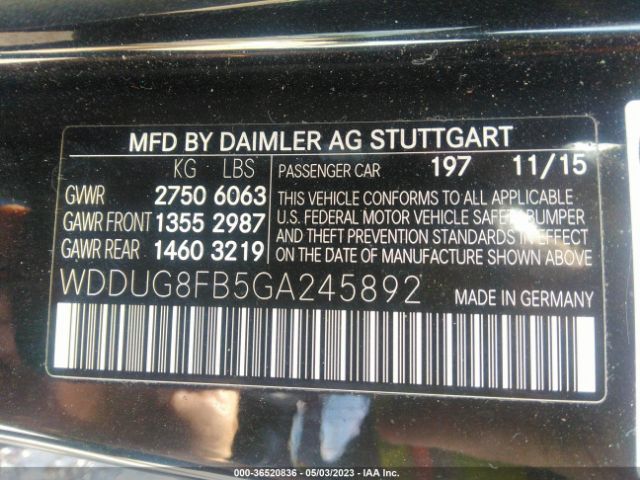 MFD BY DAIMLER AG STUTTGART
KG LBS
GVWR 2750 6063
GAWR FRONT 1355 2987
GAWR REAR 1460 3219
PASSENGER CAR 197 11/15
THIS VEHICLE CONFORMS TO ALL APPLICABLE
U.S. FEDERAL MOTOR VEHICLE SAFETY BUMPER
AND THEFT PREVENTION STANDARDS IN EFFECT
ON THE DATE OF MANUFACTURE SHOWN ABOVE
WDDUG8FB5GA245892 MADE IN GERMANY
000-36520836 - 05/03/2023 - IAA Inc.